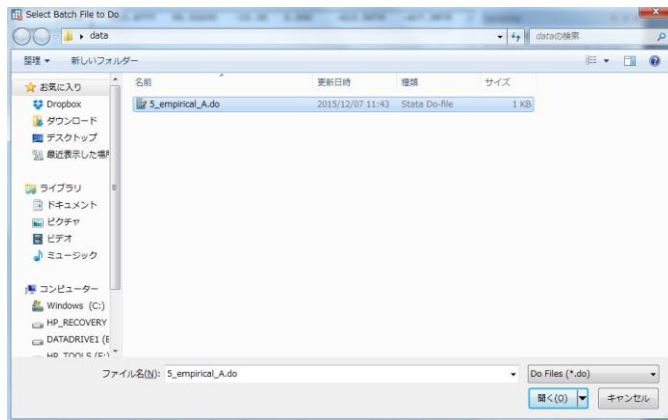 Select Batch File to Do
data
dataの検索
整理
新しいフォルダー
名前 更新日時 種類 サイズ
5_empirical_A.do 2015/12/07 11:43 Stata Do-file 1 KB
お気に入り
Dropbox
ダウンロード
デスクトップ
最近表示した場所
ライブラリ
ドキュメント
ピクチャ
ビデオ
ミュージック
コンピューター
Windows (C:)
HP_RECOVERY
DATADRIVE1 (E
HP_TOOLS (F:)
ファイル名(N): 5_empirical_A.do
Do Files (*.do)
開く(O) キャンセル